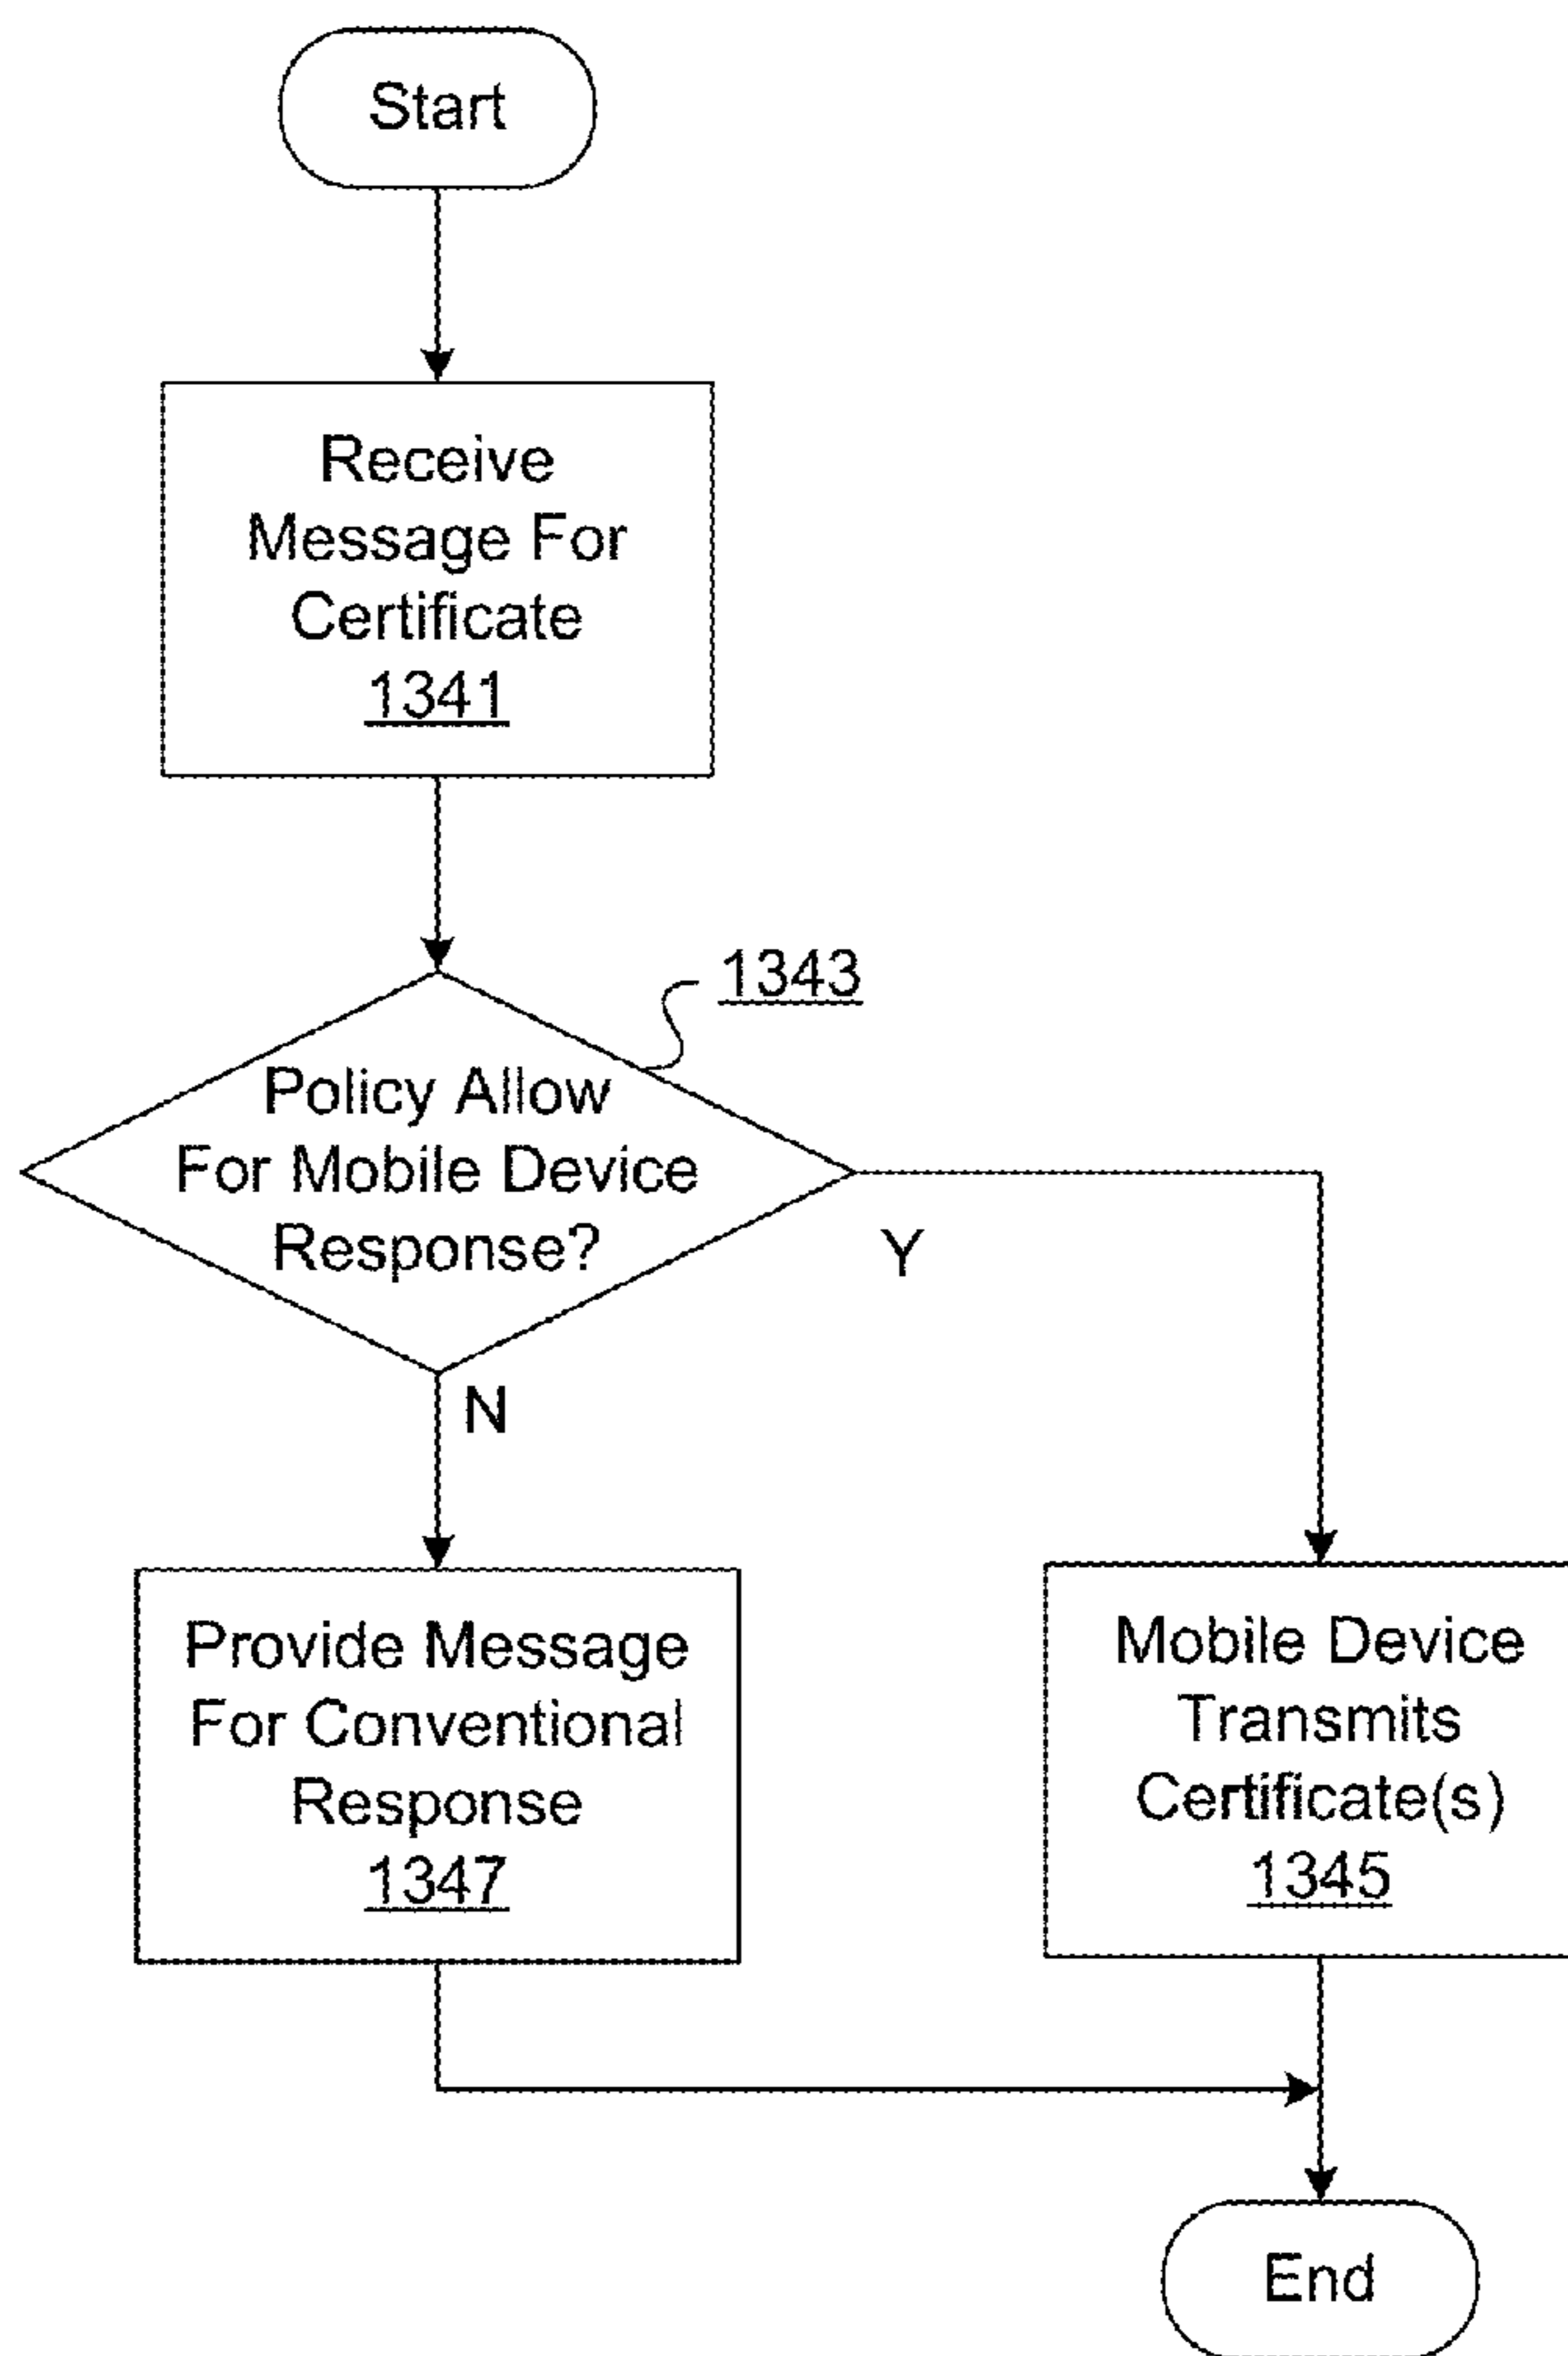 Start
Receive
Message For
Certificate
1341
1343
Policy Allow
For Mobile Device
Response?
Y
N
Provide Message
For Conventional
Response
1347
Mobile Device
Transmits
Certificate(s)
1345
End